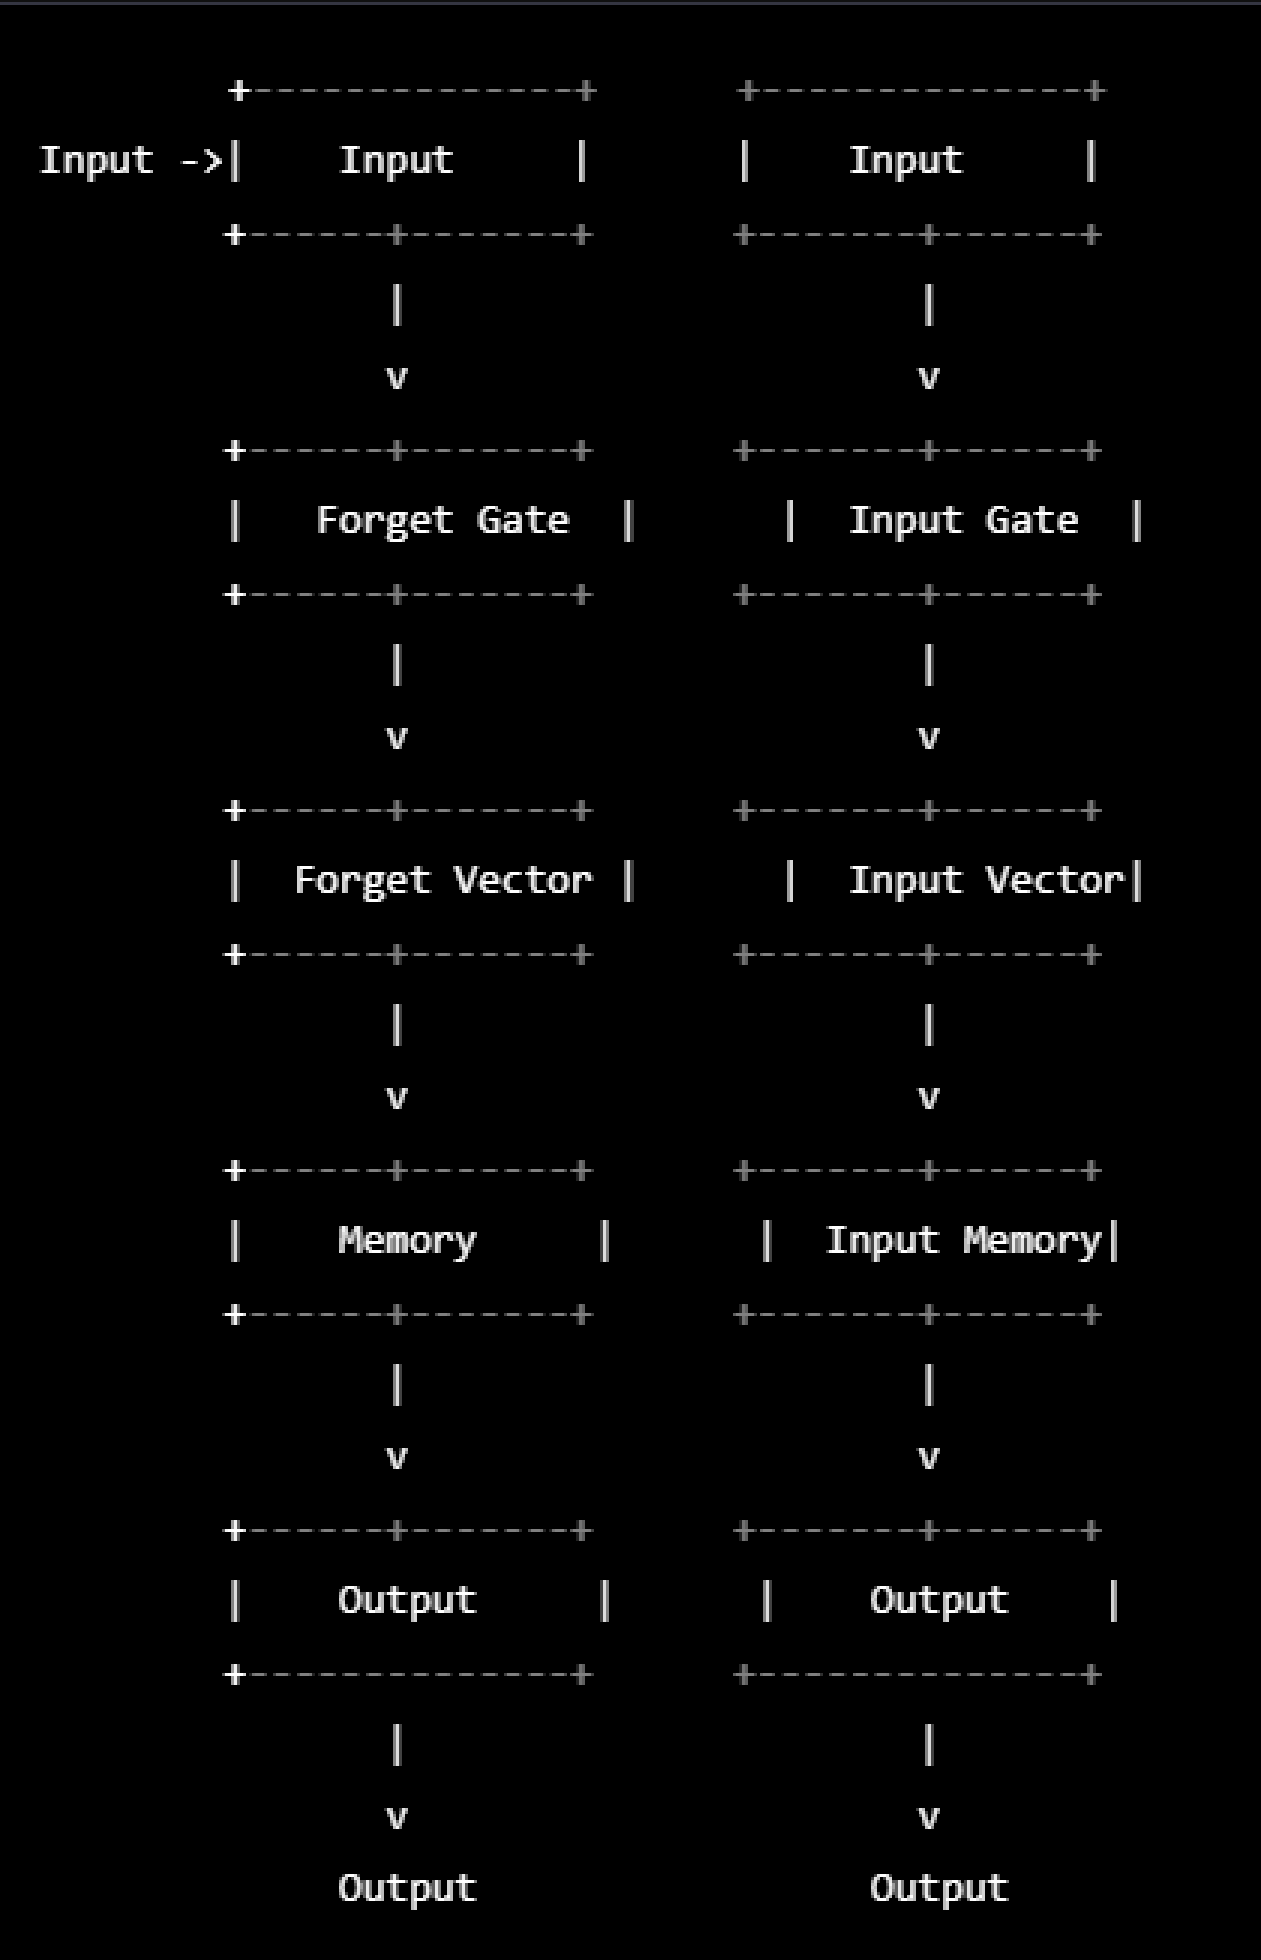 +--------------+      +--------------+
Input ->|    Input     |      |    Input     |
+------+-------+      +-------+------+
|                      |
v                      v
+------+-------+      +-------+------+
|   Forget Gate  |      |  Input Gate  |
+------+-------+      +-------+------+
|                      |
v                      v
+------+-------+      +-------+------+
|  Forget Vector |      |  Input Vector|
+------+-------+      +-------+------+
|                      |
v                      v
+------+-------+      +-------+------+
|    Memory     |      |  Input Memory|
+------+-------+      +-------+------+
|                      |
v                      v
+------+-------+      +-------+------+
|    Output     |      |    Output    |
+--------------+      +--------------+
|                      |
v                      v
Output                 Output